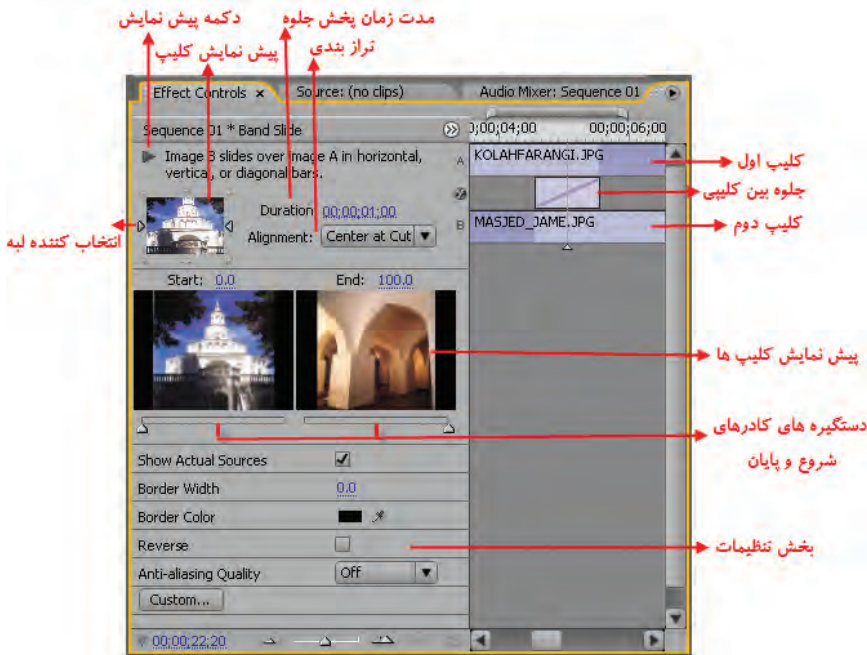 دکمه پیش نمایش
مدت زمان پخش جلوه
پیش نمایش کلیپ
تراز بندی
Effect Controls ×
Source: (no clips)
Audio Mixer: Sequence 01
Sequence 01 * Band Slide
;00;04;00
00;00;06;00
Image B slides over image A in horizontal,
vertical, or diagonal bars.
A
KOLAHFARANGI.JPG
کلیپ اول
جلوه بین کلیپی
Duration 00;00;01;00
B
MASJED_JAME.JPG
کلیپ دوم
انتخاب کننده لبه
Alignment: Center at Cut
Start: 0.0
End: 100.0
پیش نمایش کلیپ ها
دستگیره های کادرهای
شروع و پایان
Show Actual Sources
Border Width 0.0
Border Color
Reverse
بخش تنظیمات
Anti-aliasing Quality Off
Custom...
00;00;22;20